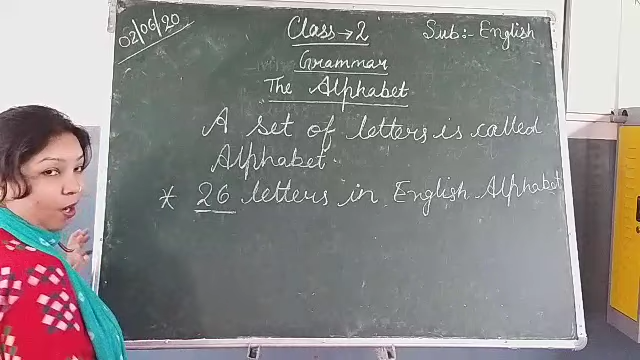 02/06/20
Class → 2
Sub:- English
Grammar
The Alphabet
A set of letters is called
Alphabet.
* 26 letters in English Alphabet